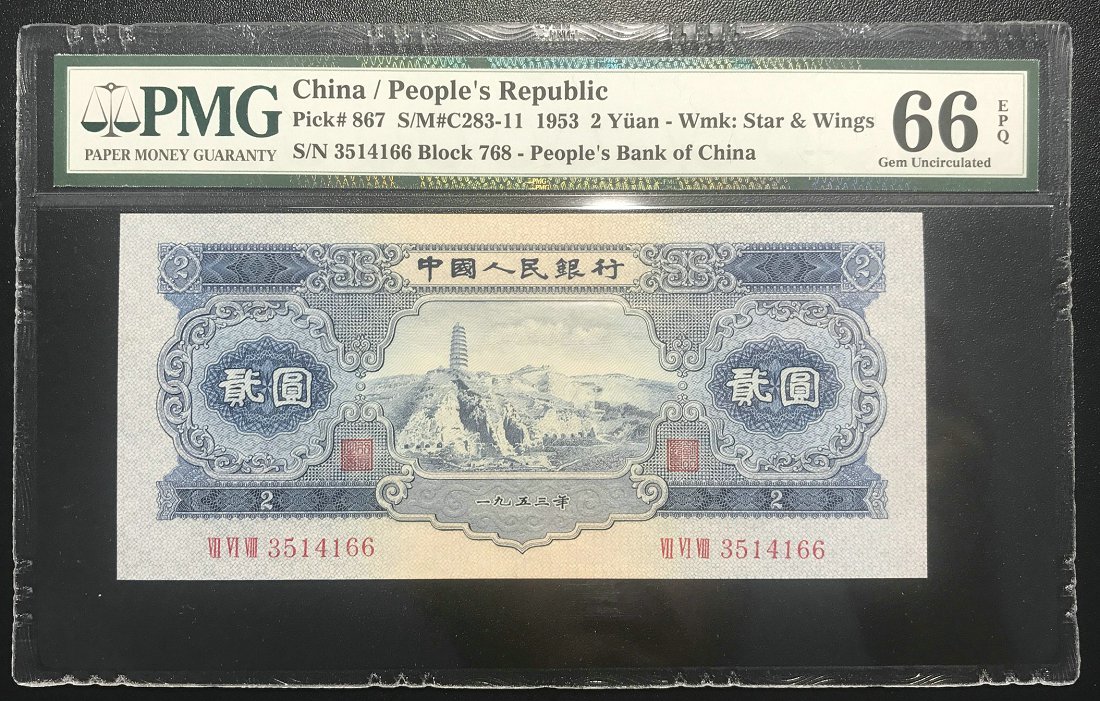 PMG
PAPER MONEY GUARANTY
China / People's Republic
Pick# 867 S/M#C283-11 1953 2 Yüan - Wmk: Star & Wings
S/N 3514166 Block 768 - People's Bank of China
66
EPQ
Gem Uncirculated
2 中國人民銀行 2
貳圓 貳圓
2 一九五三年 2
Ⅶ Ⅵ Ⅷ 3514166 Ⅶ Ⅵ Ⅷ 3514166